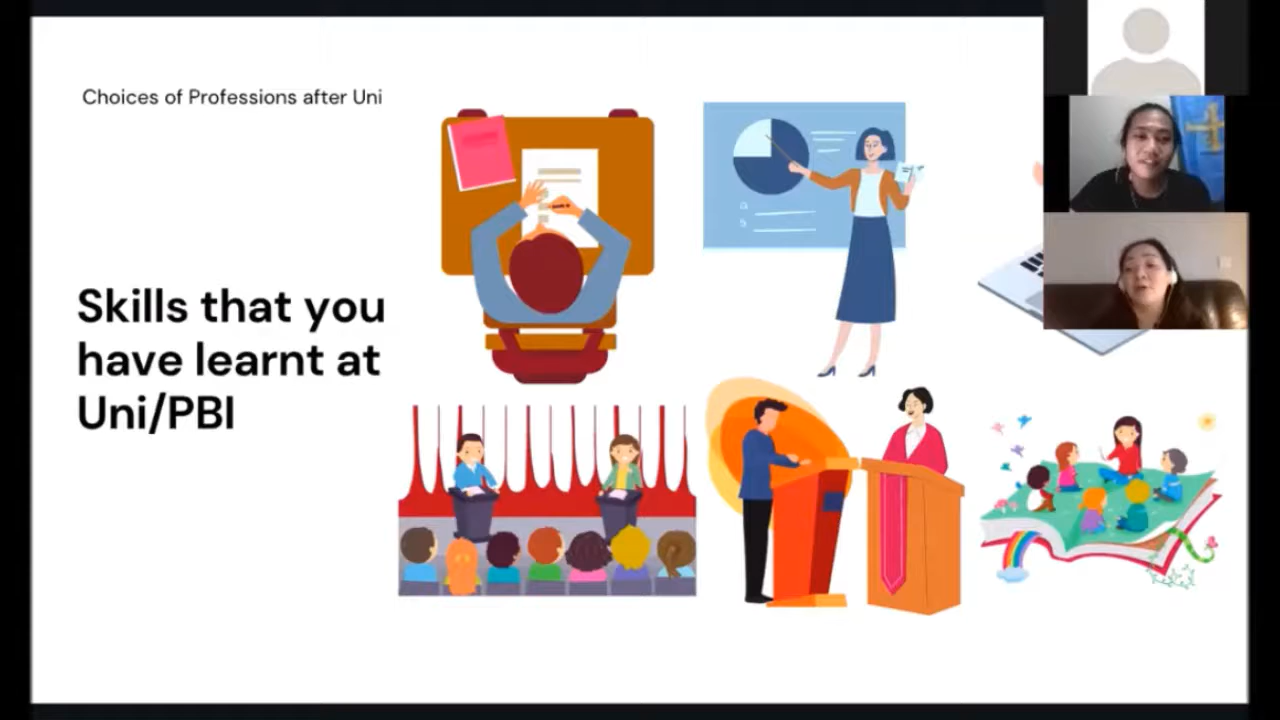 Choices of Professions after Uni
Skills that you
have learnt at
Uni/PBI